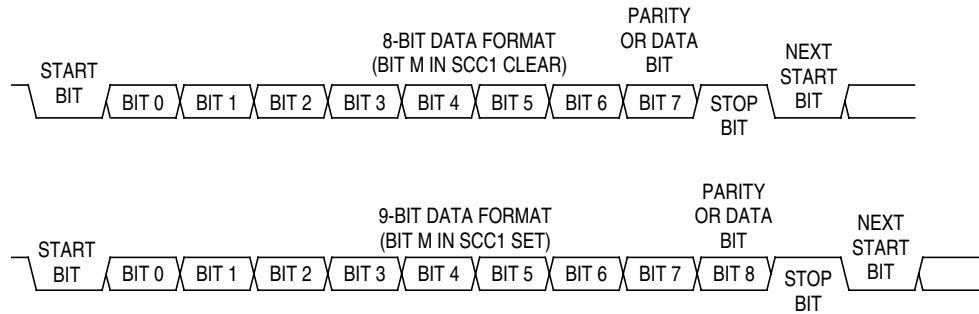 8-BIT DATA FORMAT
(BIT M IN SCC1 CLEAR)
PARITY
OR DATA
BIT
START
BIT
BIT 0
BIT 1
BIT 2
BIT 3
BIT 4
BIT 5
BIT 6
BIT 7
STOP
BIT
NEXT
START
BIT
9-BIT DATA FORMAT
(BIT M IN SCC1 SET)
PARITY
OR DATA
BIT
START
BIT
BIT 0
BIT 1
BIT 2
BIT 3
BIT 4
BIT 5
BIT 6
BIT 7
BIT 8
STOP
BIT
NEXT
START
BIT